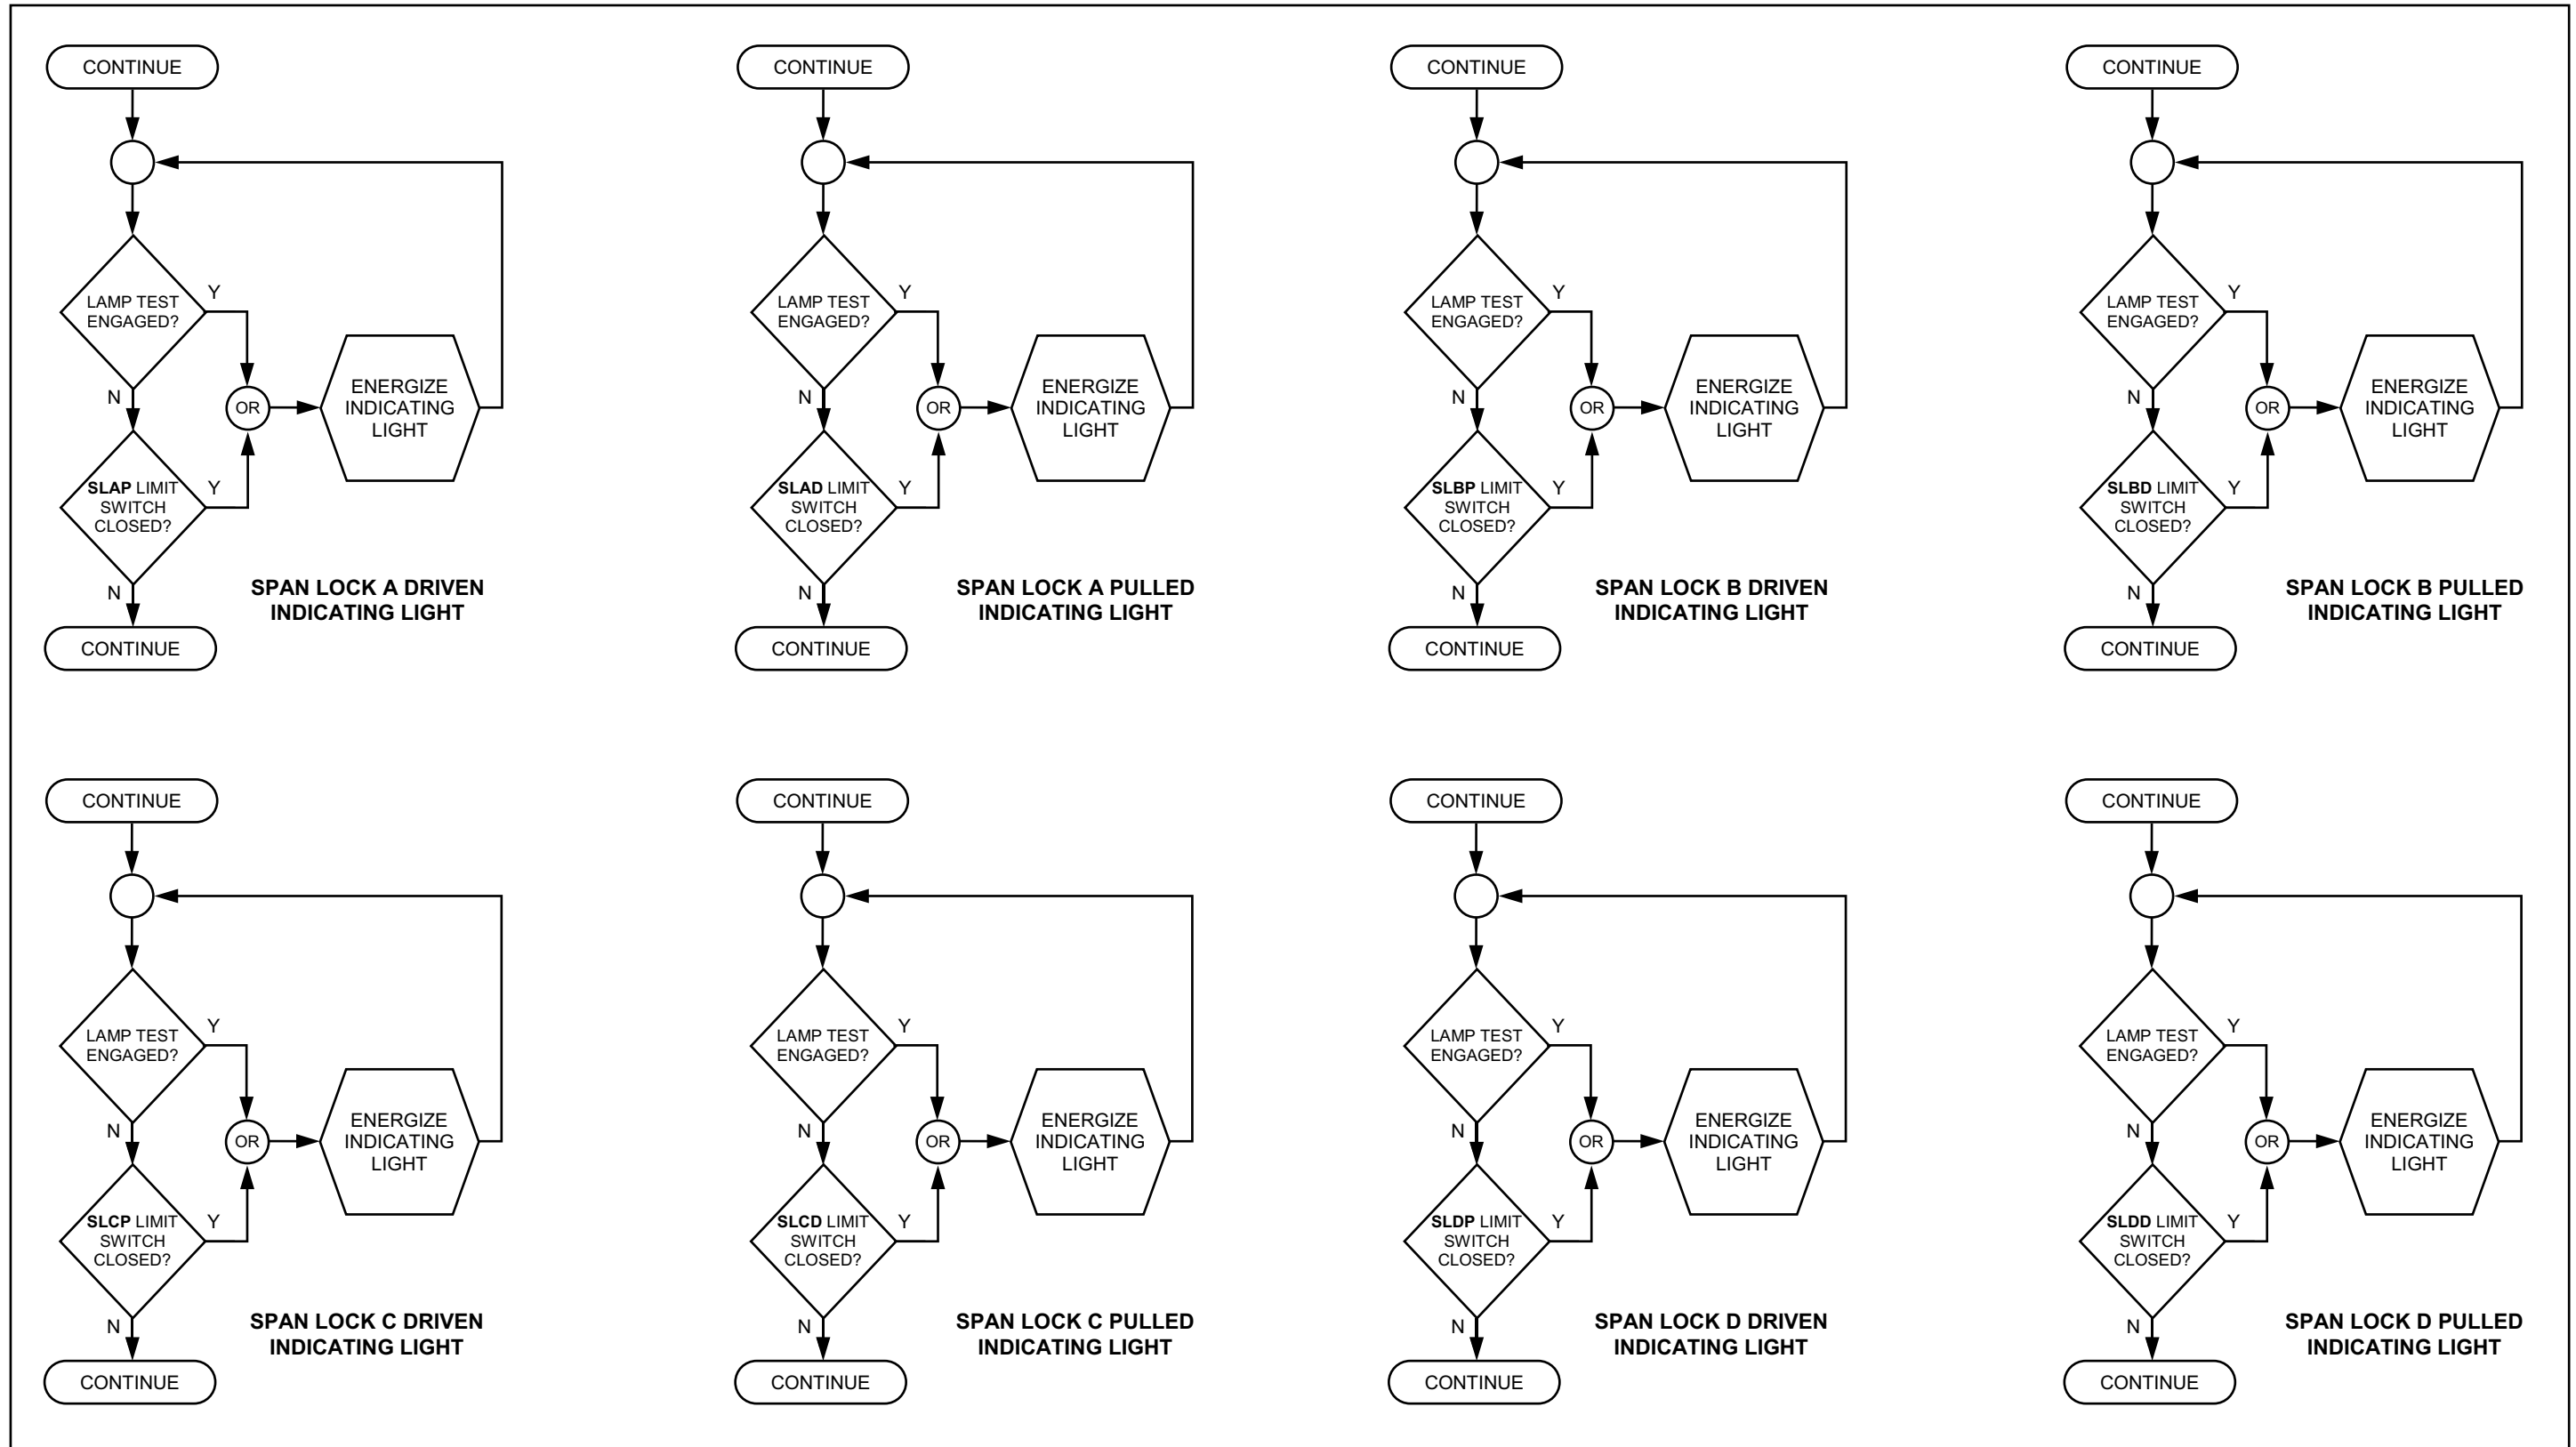 CONTINUE
LAMP TEST
ENGAGED?
Y
N
OR
ENERGIZE
INDICATING
LIGHT
SLAP LIMIT
SWITCH
CLOSED?
Y
N
SPAN LOCK A DRIVEN
INDICATING LIGHT
CONTINUE
CONTINUE
LAMP TEST
ENGAGED?
Y
N
OR
ENERGIZE
INDICATING
LIGHT
SLAD LIMIT
SWITCH
CLOSED?
Y
N
SPAN LOCK A PULLED
INDICATING LIGHT
CONTINUE
CONTINUE
LAMP TEST
ENGAGED?
Y
N
OR
ENERGIZE
INDICATING
LIGHT
SLBP LIMIT
SWITCH
CLOSED?
Y
N
SPAN LOCK B DRIVEN
INDICATING LIGHT
CONTINUE
CONTINUE
LAMP TEST
ENGAGED?
Y
N
OR
ENERGIZE
INDICATING
LIGHT
SLBD LIMIT
SWITCH
CLOSED?
Y
N
SPAN LOCK B PULLED
INDICATING LIGHT
CONTINUE
CONTINUE
LAMP TEST
ENGAGED?
Y
N
OR
ENERGIZE
INDICATING
LIGHT
SLCP LIMIT
SWITCH
CLOSED?
Y
N
SPAN LOCK C DRIVEN
INDICATING LIGHT
CONTINUE
CONTINUE
LAMP TEST
ENGAGED?
Y
N
OR
ENERGIZE
INDICATING
LIGHT
SLCD LIMIT
SWITCH
CLOSED?
Y
N
SPAN LOCK C PULLED
INDICATING LIGHT
CONTINUE
CONTINUE
LAMP TEST
ENGAGED?
Y
N
OR
ENERGIZE
INDICATING
LIGHT
SLDP LIMIT
SWITCH
CLOSED?
Y
N
SPAN LOCK D DRIVEN
INDICATING LIGHT
CONTINUE
CONTINUE
LAMP TEST
ENGAGED?
Y
N
OR
ENERGIZE
INDICATING
LIGHT
SLDD LIMIT
SWITCH
CLOSED?
Y
N
SPAN LOCK D PULLED
INDICATING LIGHT
CONTINUE